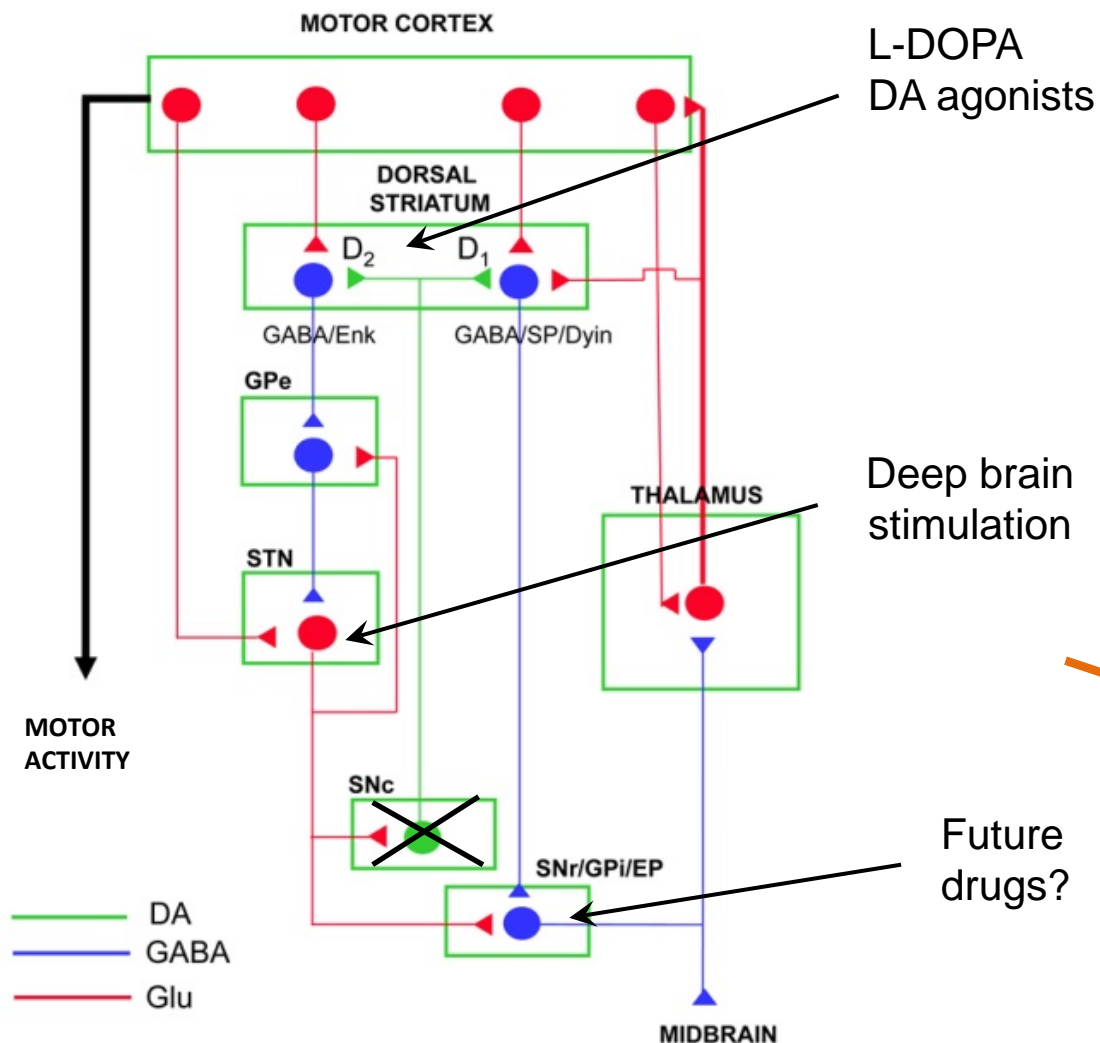 MOTOR CORTEX
L-DOPA
DA agonists
DORSAL
STRIATUM
D2
D1
GABA/Enk
GABA/SP/Dyin
GPe
Deep brain
stimulation
THALAMUS
STN
MOTOR
ACTIVITY
SNc
Future
drugs?
SNr/GPi/EP
DA
GABA
Glu
MIDBRAIN